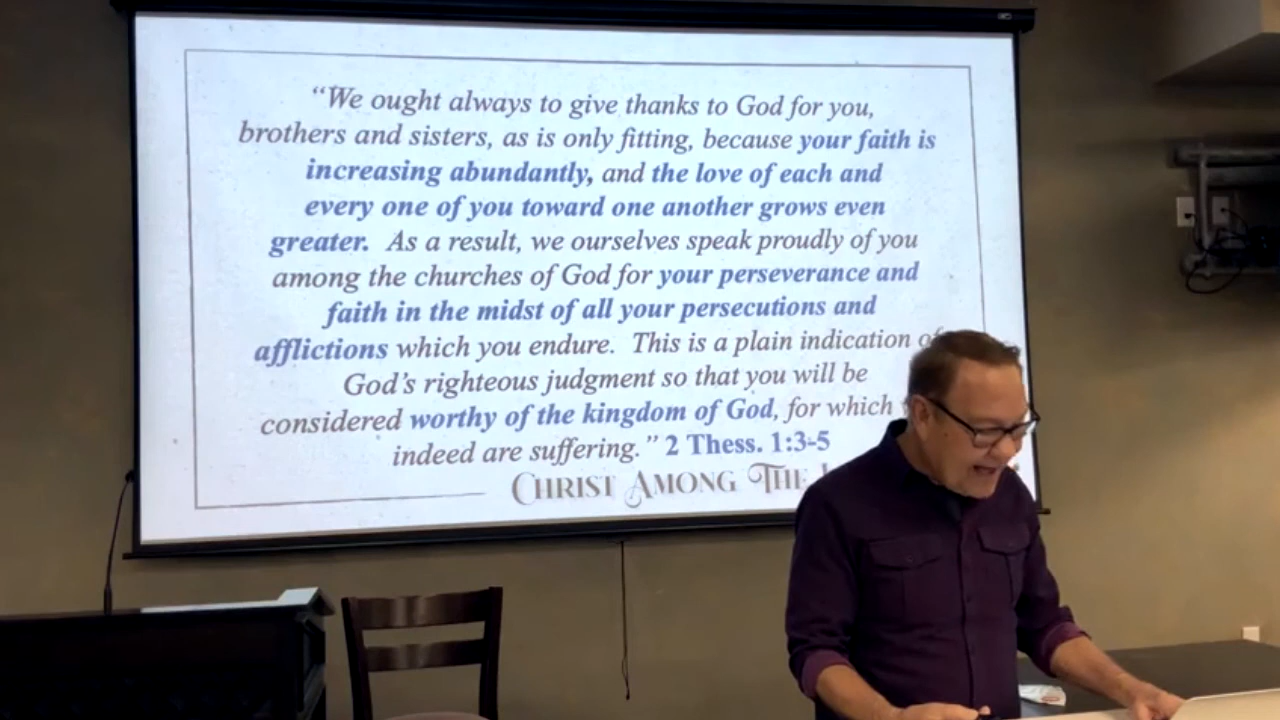 “We ought always to give thanks to God for you,
brothers and sisters, as is only fitting, because your faith is
increasing abundantly, and the love of each and
every one of you toward one another grows even
greater. As a result, we ourselves speak proudly of you
among the churches of God for your perseverance and
faith in the midst of all your persecutions and
afflictions which you endure. This is a plain indication of
God’s righteous judgment so that you will be
considered worthy of the kingdom of God, for which
indeed are suffering.” 2 Thess. 1:3-5
CHRIST AMONG THE